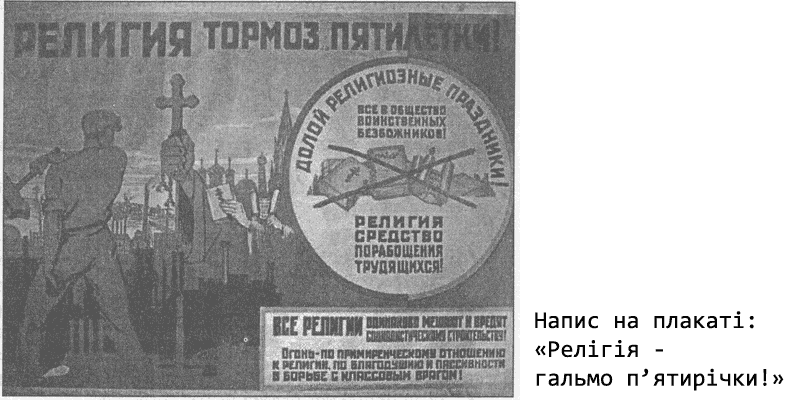 РЕЛИГИЯ ТОРМОЗ ПЯТИЛЕТКИ!
ДОЛОЙ РЕЛИГИОЗНЫЕ ПРАЗДНИКИ!
ВСЕ В ОБЩЕСТВО
ВОИНСТВЕННЫХ
БЕЗБОЖНИКОВ!
РЕЛИГИЯ
СРЕДСТВО
ПОРАБОЩЕНИЯ
ТРУДЯЩИХСЯ!
ВСЕ РЕЛИГИИ ОДИНАКОВО МЕШАЮТ И ВРЕДЯТ
СОЦИАЛИСТИЧЕСКОМУ СТРОИТЕЛЬСТВУ!
ОГОНЬ-ПО ПРИМИРЕНЧЕСКОМУ ОТНОШЕНИЮ
К РЕЛИГИИ, ПО БЛАГОДУШИЮ И ПАССИВНОСТИ
В БОРЬБЕ С КЛАССОВЫМ ВРАГОМ!
Напис на плакаті:
«Релігія -
гальмо п’ятирічки!»